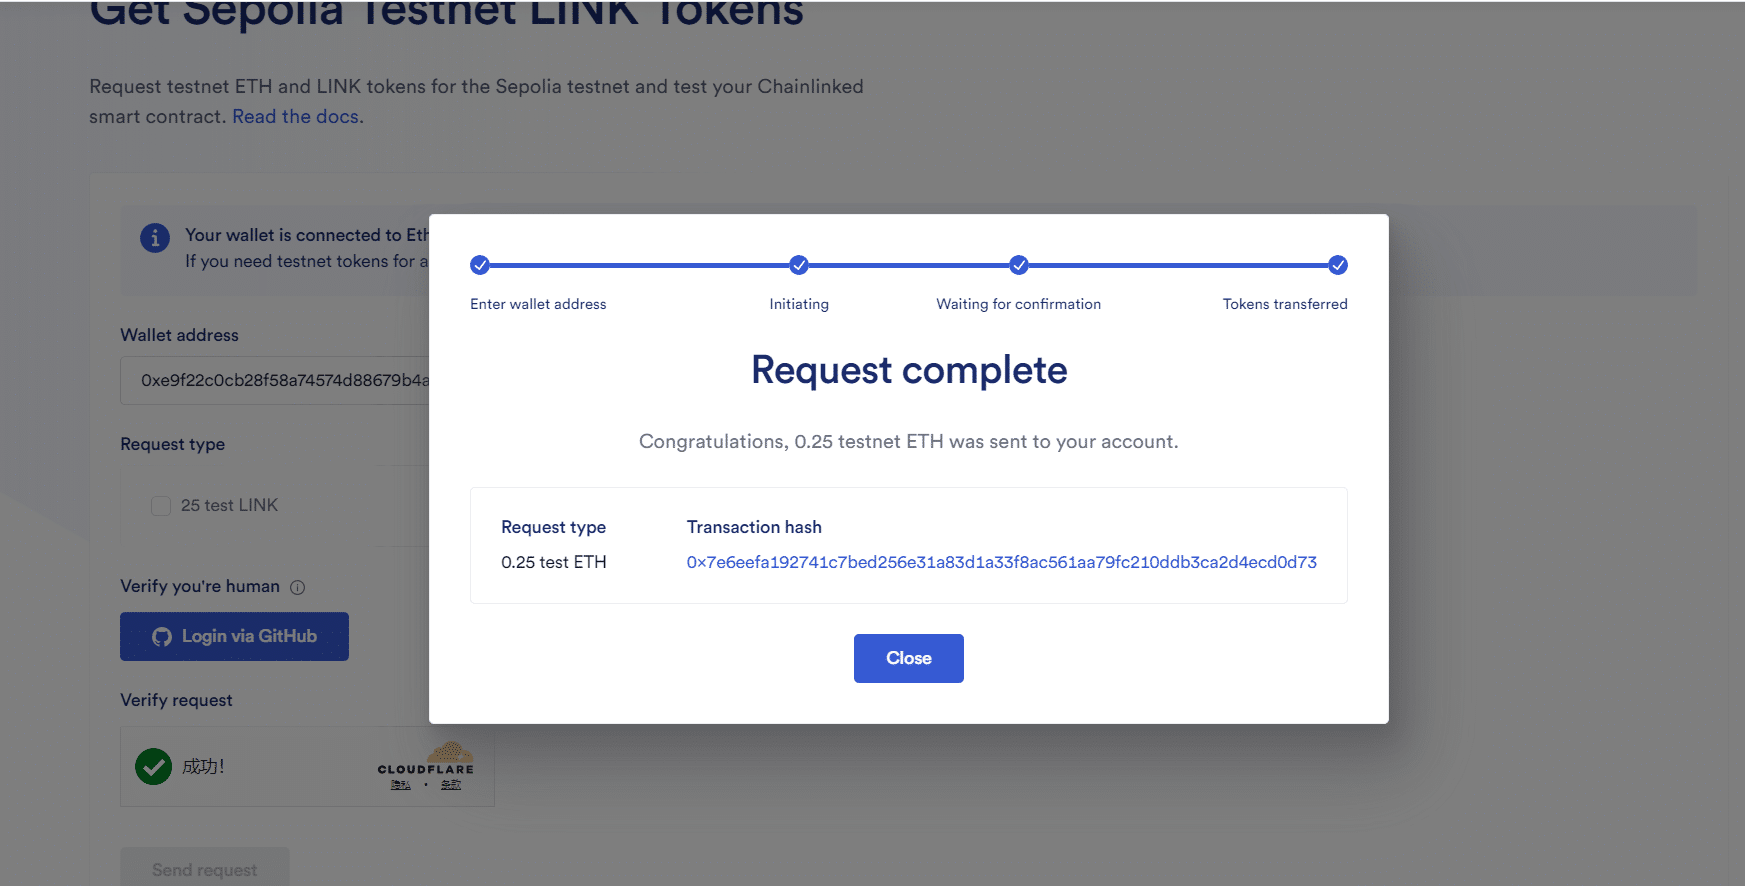 Get Sepolia Testnet LINK Tokens
Request testnet ETH and LINK tokens for the Sepolia testnet and test your Chainlinked
smart contract. Read the docs.
Your wallet is connected to Eth
If you need testnet tokens for a
Wallet address
0xe9f22c0cb28f58a74574d88679b4a
Request type
25 test LINK
Verify you're human
Login via GitHub
Verify request
成功!
CLOUDFLARE
隐私 • 条款
Send request
Enter wallet address
Initiating
Waiting for confirmation
Tokens transferred
Request complete
Congratulations, 0.25 testnet ETH was sent to your account.
Request type
Transaction hash
0.25 test ETH
0x7e6eefa192741c7bed256e31a83d1a33f8ac561aa79fc210ddb3ca2d4ecd0d73
Close